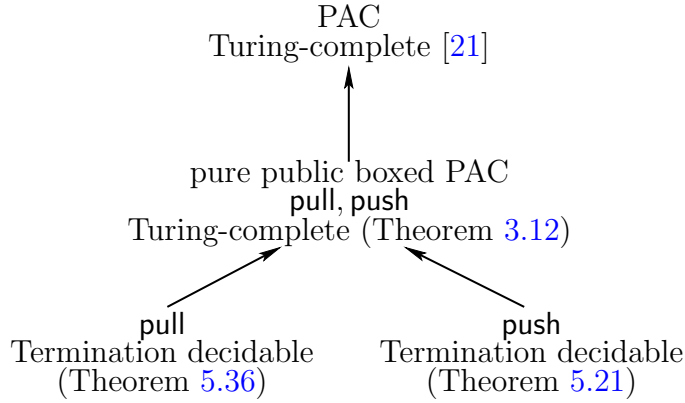 PAC
Turing-complete [21]
pure public boxed PAC
pull, push
Turing-complete (Theorem 3.12)
pull
Termination decidable
(Theorem 5.36)
push
Termination decidable
(Theorem 5.21)